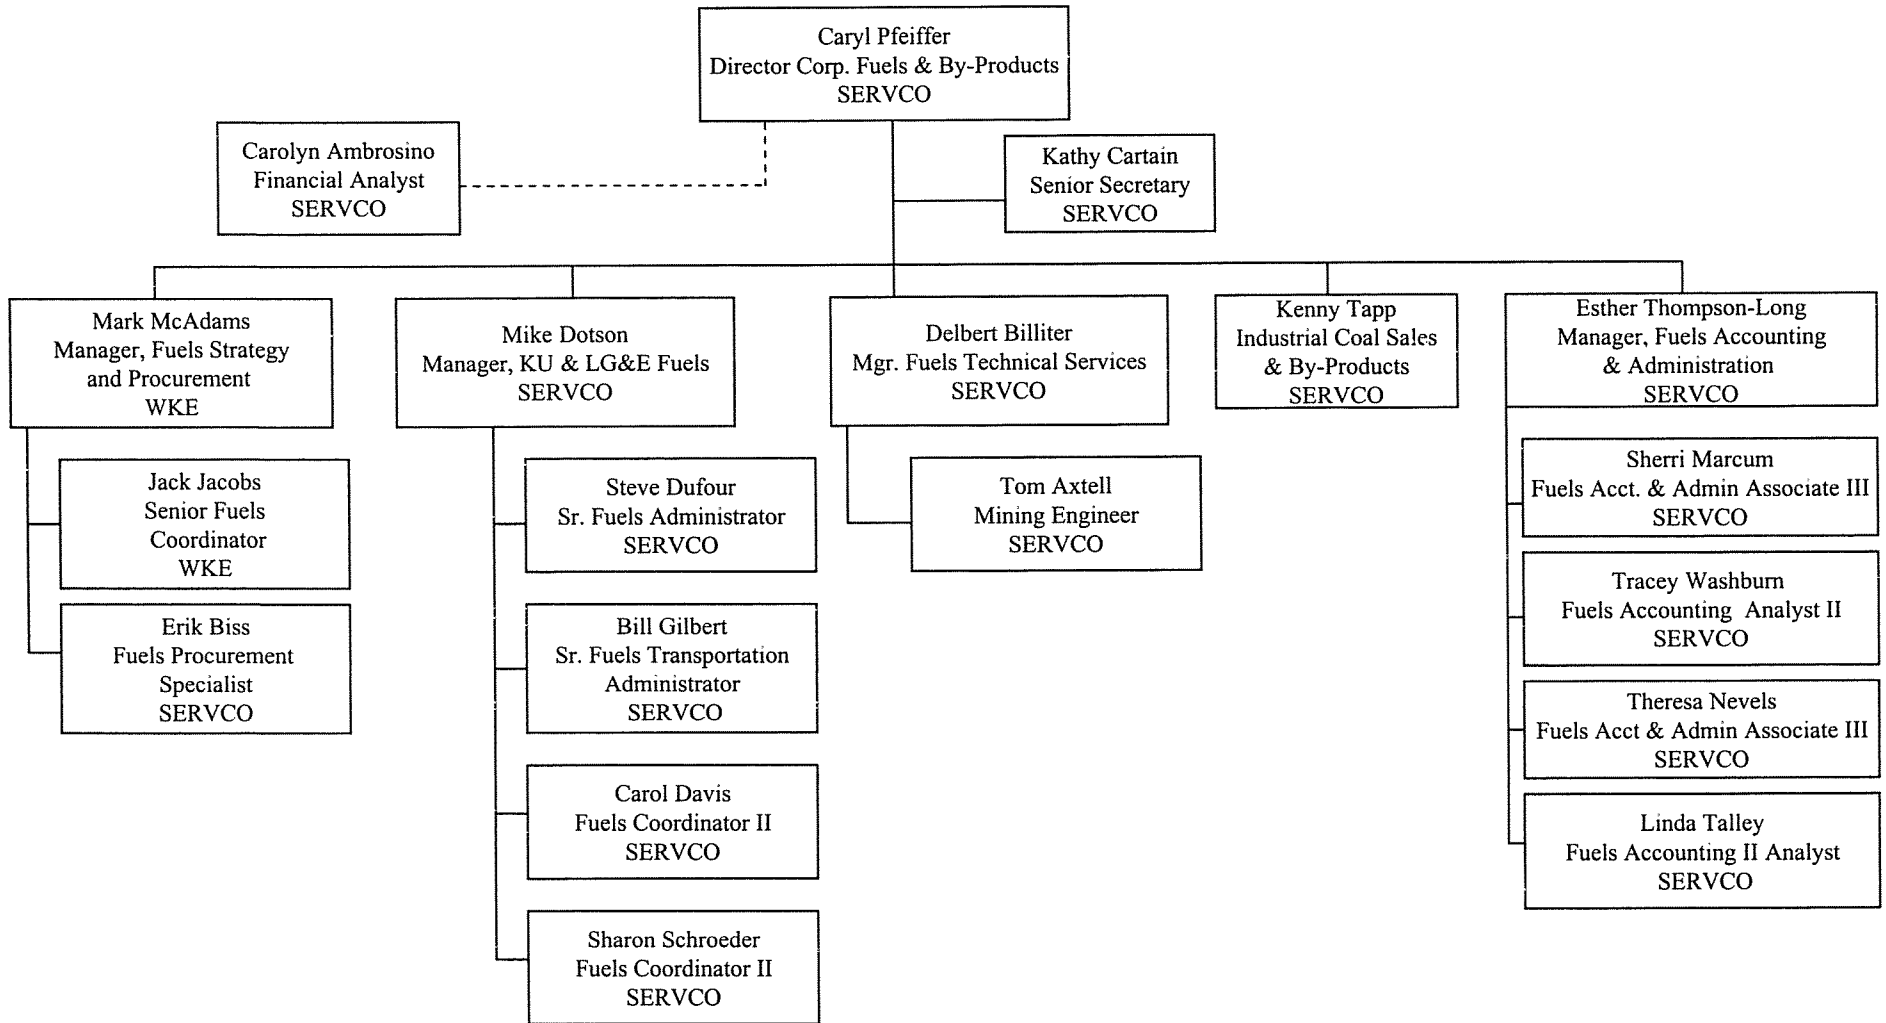 Caryl Pfeiffer
Director Corp. Fuels & By-Products
SERVCO
Carolyn Ambrosino
Financial Analyst
SERVCO
Kathy Cartain
Senior Secretary
SERVCO
Mark McAdams
Manager, Fuels Strategy
and Procurement
WKE
Mike Dotson
Manager, KU & LG&E Fuels
SERVCO
Delbert Billiter
Mgr. Fuels Technical Services
SERVCO
Kenny Tapp
Industrial Coal Sales
& By-Products
SERVCO
Esther Thompson-Long
Manager, Fuels Accounting
& Administration
SERVCO
Jack Jacobs
Senior Fuels
Coordinator
WKE
Erik Biss
Fuels Procurement
Specialist
SERVCO
Steve Dufour
Sr. Fuels Administrator
SERVCO
Bill Gilbert
Sr. Fuels Transportation
Administrator
SERVCO
Carol Davis
Fuels Coordinator II
SERVCO
Sharon Schroeder
Fuels Coordinator II
SERVCO
Tom Axtell
Mining Engineer
SERVCO
Sherri Marcum
Fuels Acct. & Admin Associate III
SERVCO
Tracey Washburn
Fuels Accounting Analyst II
SERVCO
Theresa Nevels
Fuels Acct & Admin Associate III
SERVCO
Linda Talley
Fuels Accounting II Analyst
SERVCO